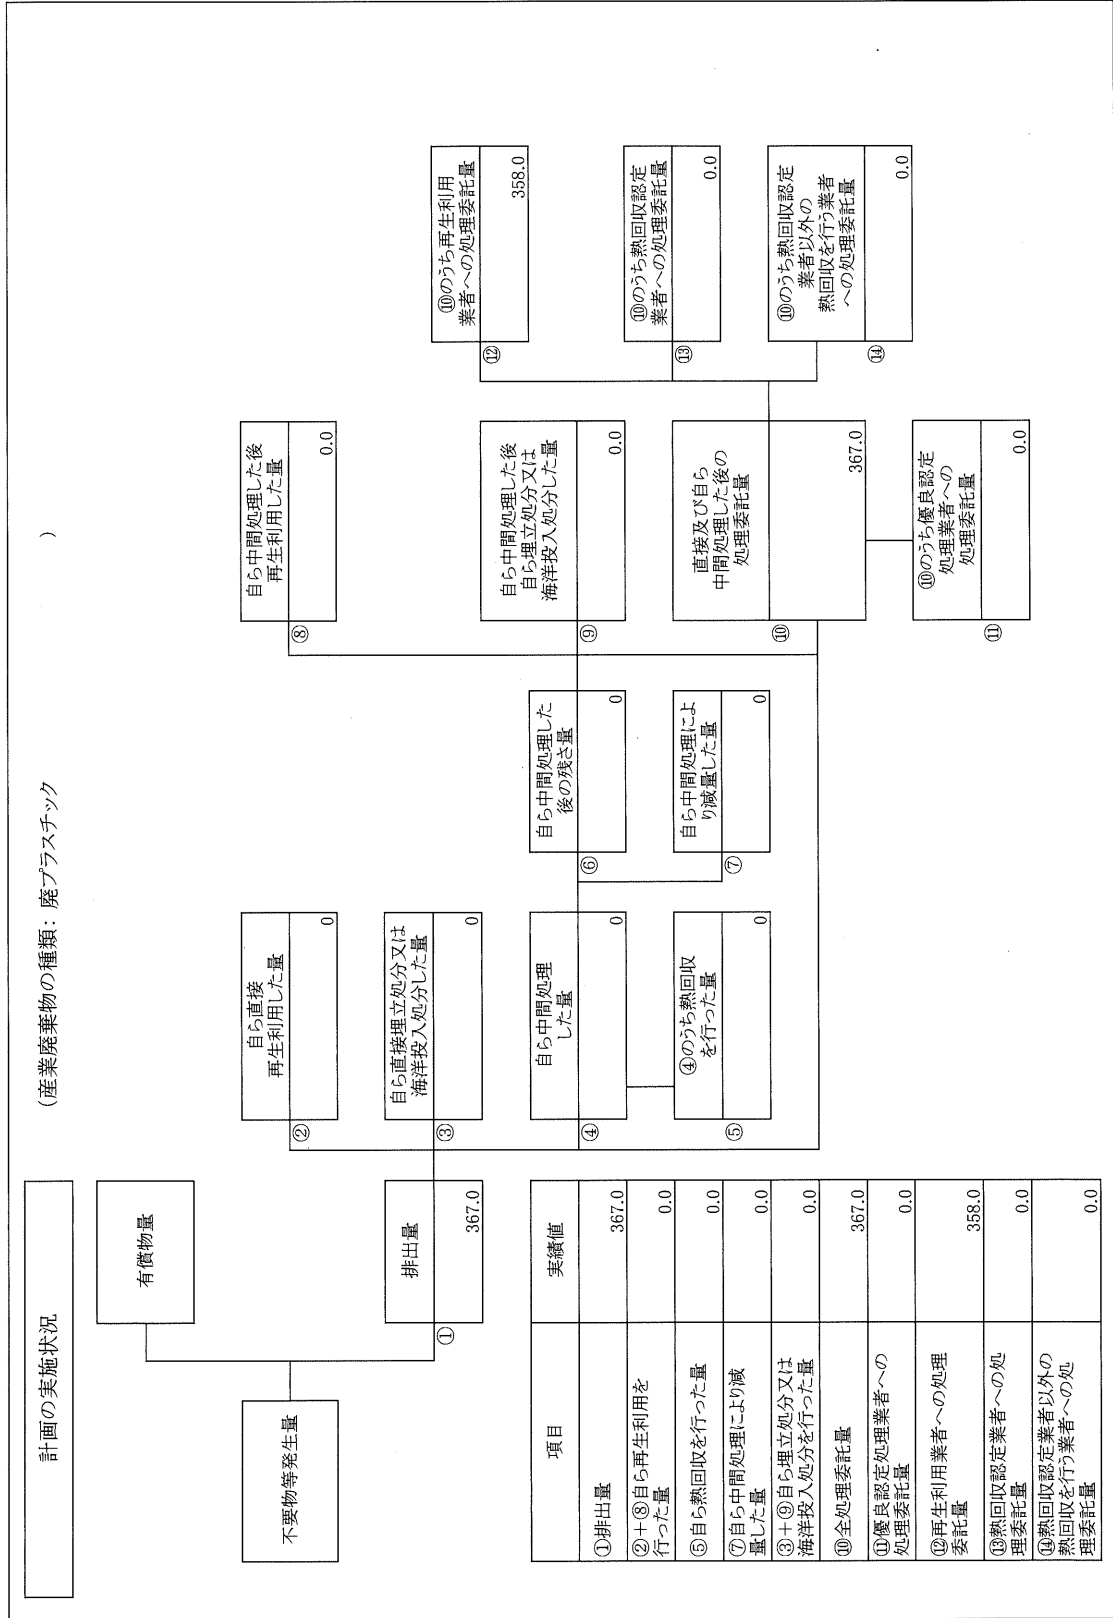 計画の実施状況
(産業廃棄物の種類：廃プラスチック　　　　　)
不要物等発生量
有償物量
①
排出量
367.0
②
自ら直接
再生利用した量
0
③
自ら直接埋立処分又は
海洋投入処分した量
0
④
自ら中間処理
した量
0
⑤
④のうち熱回収
を行った量
0
⑥
自ら中間処理した
後の残さ量
0
⑦
自ら中間処理によ
り減量した量
0
⑧
自ら中間処理した後
再生利用した量
0.0
⑨
自ら中間処理した後
自ら埋立処分又は
海洋投入処分した量
0.0
⑩
直接及び自ら
中間処理した後の
処理委託量
367.0
⑪
⑩のうち優良認定
処理業者への
処理委託量
0.0
⑫
⑩のうち再生利用
業者への処理委託量
358.0
⑬
⑩のうち熱回収認定
業者への処理委託量
0.0
⑭
⑩のうち熱回収認定
業者以外の
熱回収を行う業者
への処理委託量
0.0
項目 実績値
①排出量 367.0
②＋⑧自ら再生利用を
行った量 0.0
⑤自ら熱回収を行った量 0.0
⑦自ら中間処理により減
量した量 0.0
③＋⑨自ら埋立処分又は
海洋投入処分を行った量 0.0
⑩全処理委託量 367.0
⑪優良認定処理業者への
処理委託量 0.0
⑫再生利用業者への処理
委託量 358.0
⑬熱回収認定業者への処
理委託量 0.0
⑭熱回収認定業者以外の
熱回収を行う業者への処
理委託量 0.0